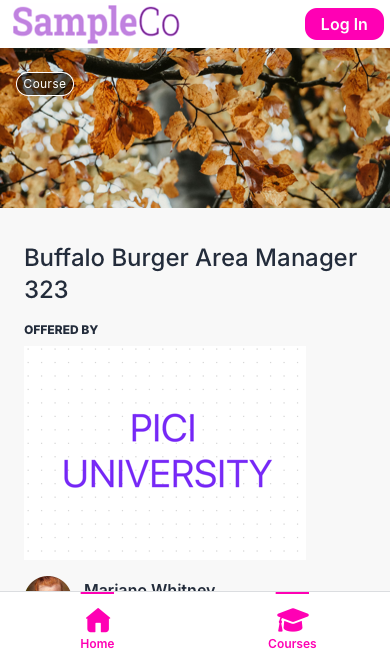 SampleCo
Log In
Course
Buffalo Burger Area Manager
323
OFFERED BY
PICI
UNIVERSITY
Mariano Whitney
Home
Courses